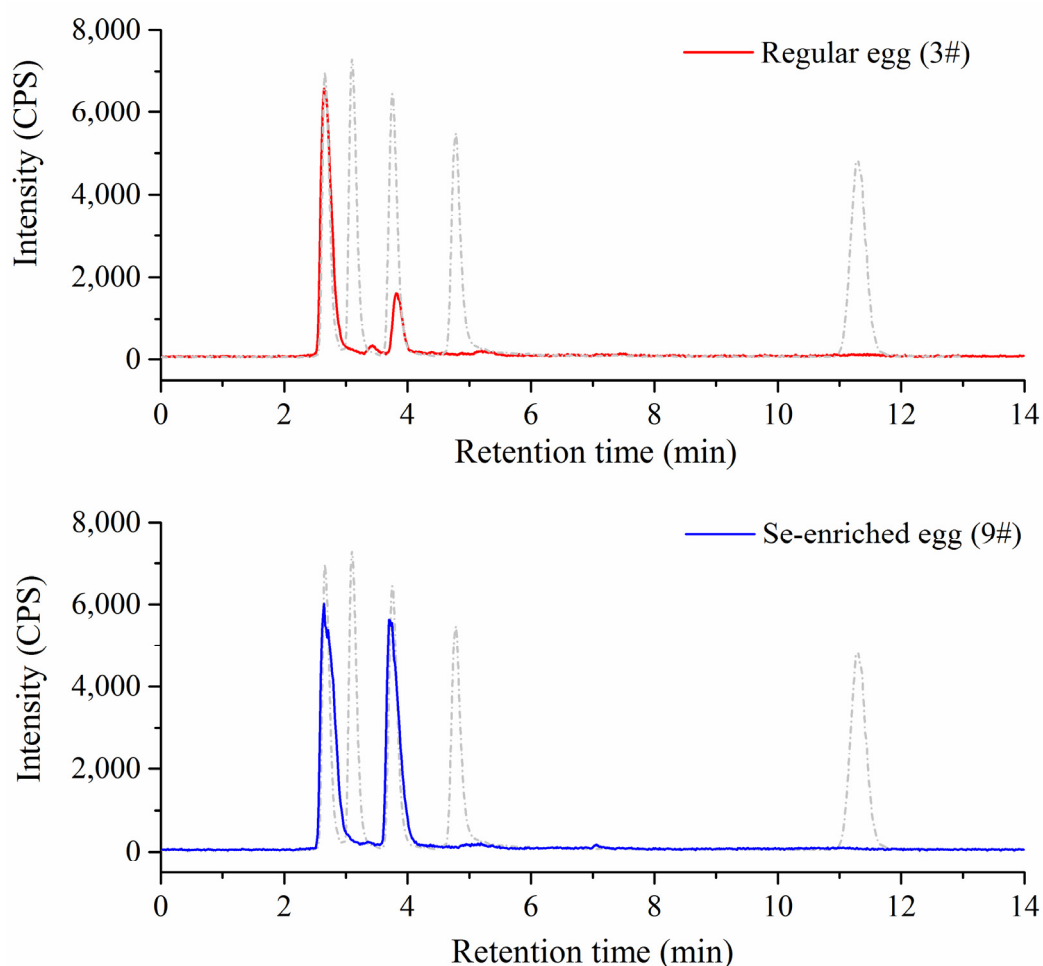 8,000
Regular egg (3#)
6,000
4,000
2,000
0
Intensity (CPS)
0 2 4 6 8 10 12 14
Retention time (min)
8,000
Se-enriched egg (9#)
6,000
4,000
2,000
0
Intensity (CPS)
0 2 4 6 8 10 12 14
Retention time (min)